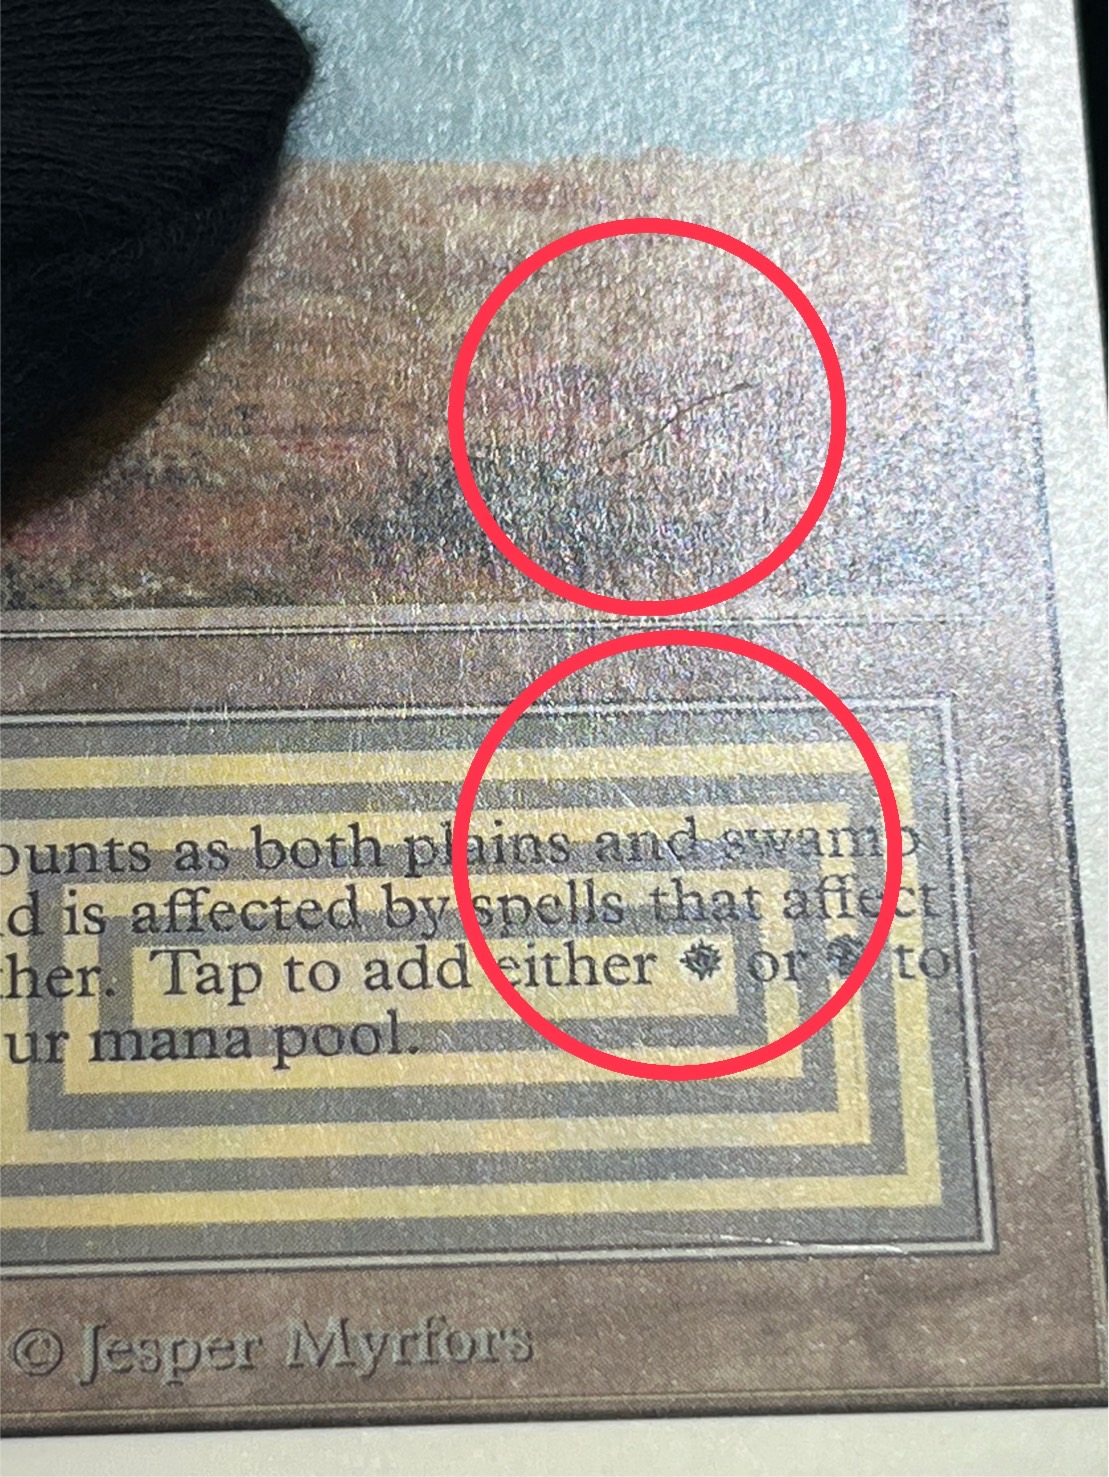 ounts as both plains and swamp
d is affected by spells that affect
her. Tap to add either or to
ur mana pool.
© Jesper Myrfors